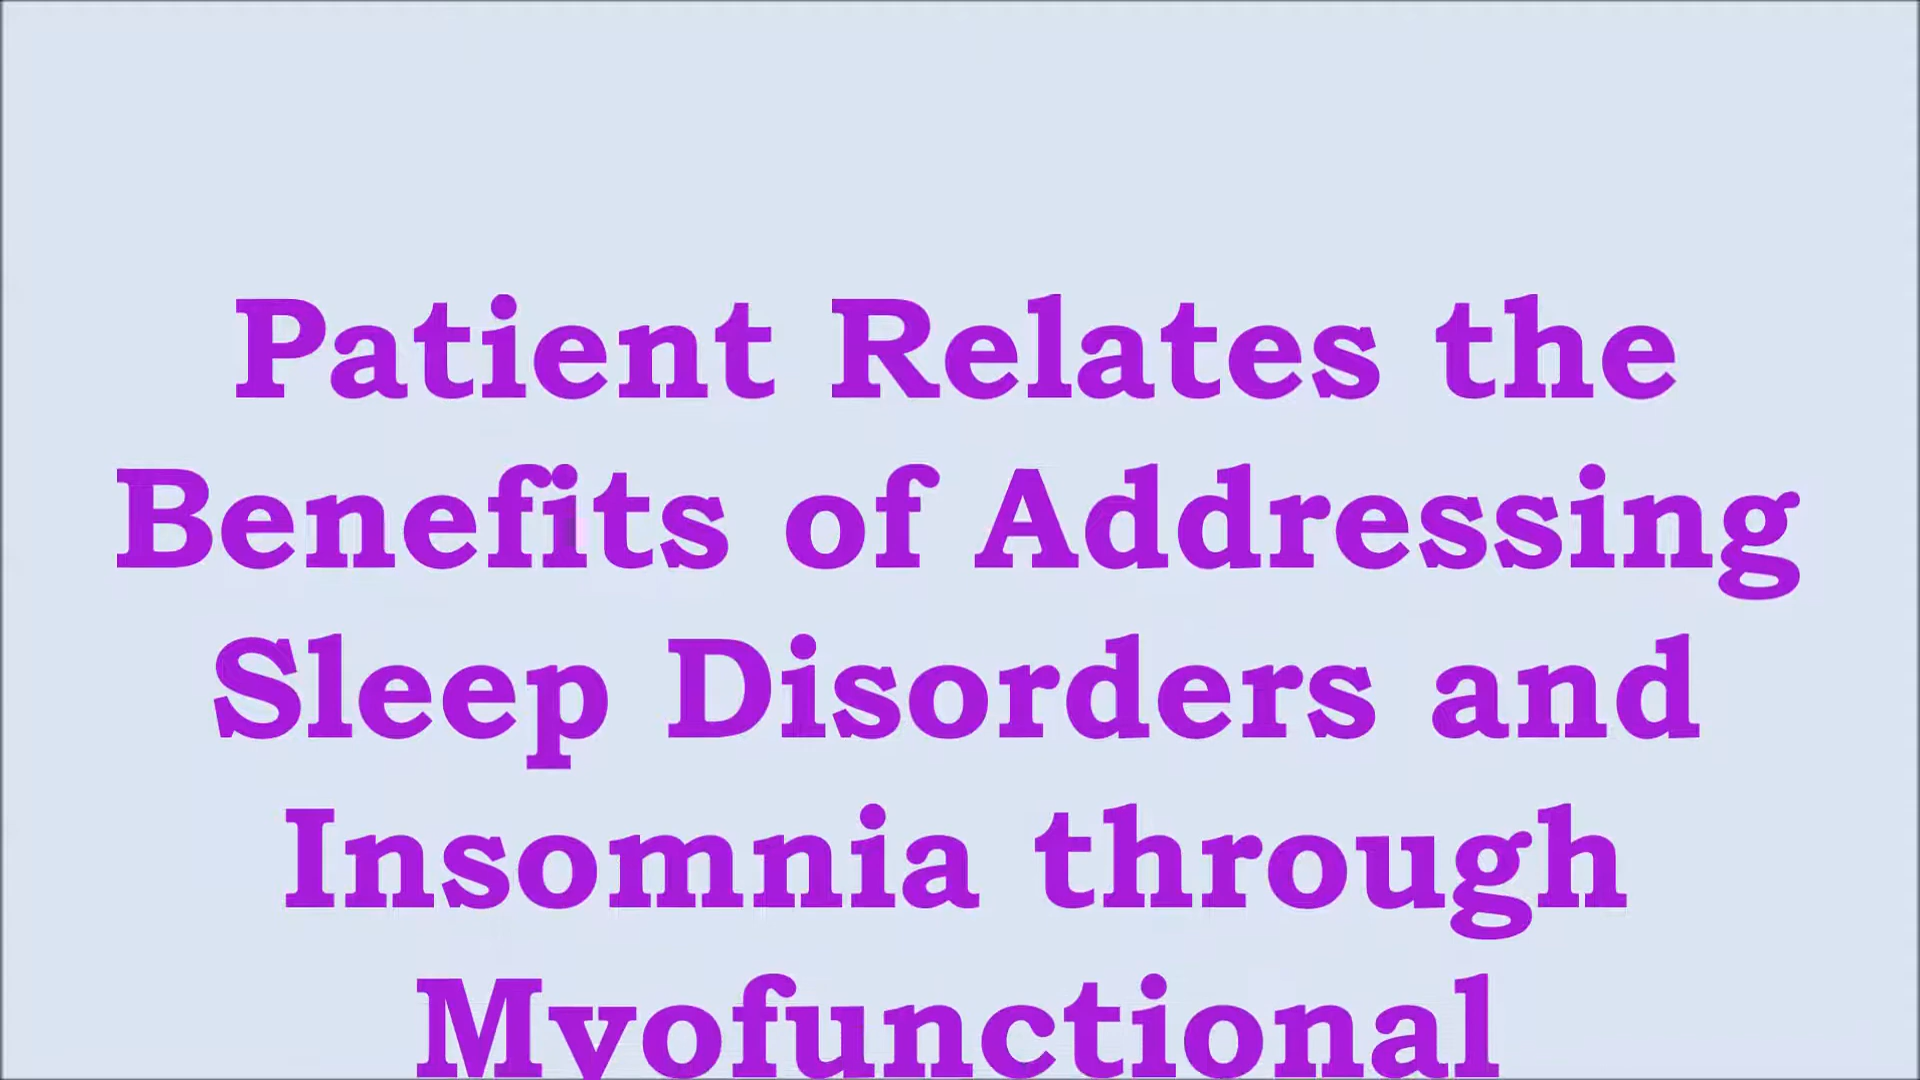 Patient Relates the
Benefits of Addressing
Sleep Disorders and
Insomnia through
Myofunctional